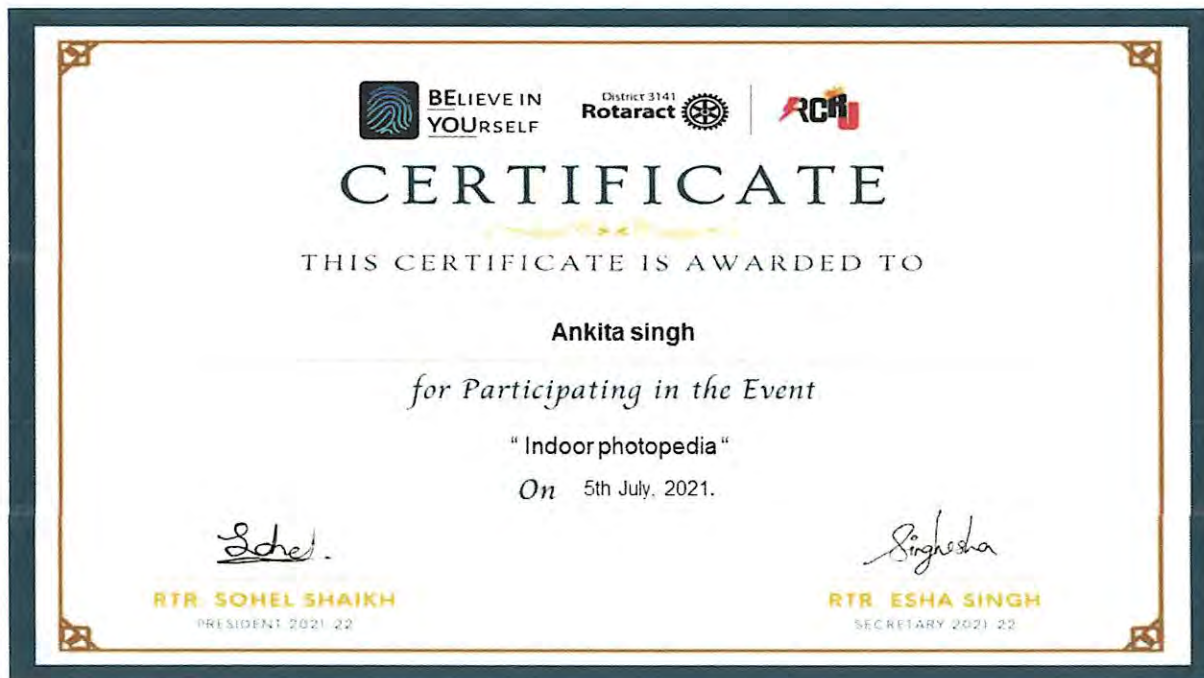 BELIEVE IN
YOURSELF
District 3141
Rotaract
RCRU
CERTIFICATE
THIS CERTIFICATE IS AWARDED TO
Ankita singh
for Participating in the Event
" Indoor photopedia "
On 5th July, 2021.
Sohel.
Singhesha
RTR. SOHEL SHAIKH
RTR. ESHA SINGH
PRESIDENT 2021-22
SECRETARY 2021-22